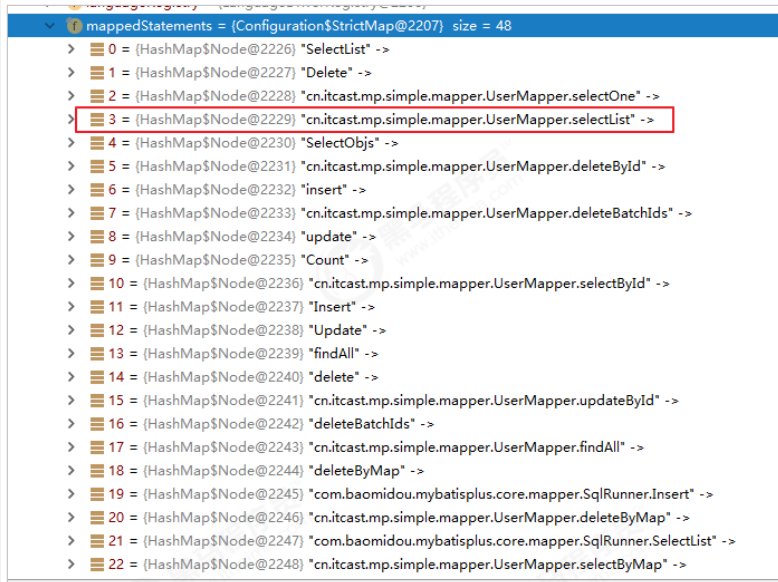 mappedStatements = {Configuration$StrictMap@2207} size = 48
0 = {HashMap$Node@2226} "SelectList" ->
1 = {HashMap$Node@2227} "Delete" ->
2 = {HashMap$Node@2228} "cn.itcast.mp.simple.mapper.UserMapper.selectOne" ->
3 = {HashMap$Node@2229} "cn.itcast.mp.simple.mapper.UserMapper.selectList" ->
4 = {HashMap$Node@2230} "SelectObjs" ->
5 = {HashMap$Node@2231} "cn.itcast.mp.simple.mapper.UserMapper.deleteById" ->
6 = {HashMap$Node@2232} "insert" ->
7 = {HashMap$Node@2233} "cn.itcast.mp.simple.mapper.UserMapper.deleteBatchIds" ->
8 = {HashMap$Node@2234} "update" ->
9 = {HashMap$Node@2235} "Count" ->
10 = {HashMap$Node@2236} "cn.itcast.mp.simple.mapper.UserMapper.selectById" ->
11 = {HashMap$Node@2237} "Insert" ->
12 = {HashMap$Node@2238} "Update" ->
13 = {HashMap$Node@2239} "findAll" ->
14 = {HashMap$Node@2240} "delete" ->
15 = {HashMap$Node@2241} "cn.itcast.mp.simple.mapper.UserMapper.updateById" ->
16 = {HashMap$Node@2242} "deleteBatchIds" ->
17 = {HashMap$Node@2243} "cn.itcast.mp.simple.mapper.UserMapper.findAll" ->
18 = {HashMap$Node@2244} "deleteByMap" ->
19 = {HashMap$Node@2245} "com.baomidou.mybatisplus.core.mapper.SqlRunner.Insert" ->
20 = {HashMap$Node@2246} "cn.itcast.mp.simple.mapper.UserMapper.deleteByMap" ->
21 = {HashMap$Node@2247} "com.baomidou.mybatisplus.core.mapper.SqlRunner.SelectList" ->
22 = {HashMap$Node@2248} "cn.itcast.mp.simple.mapper.UserMapper.selectByMap" ->
黑马程序员
www.itheima.com